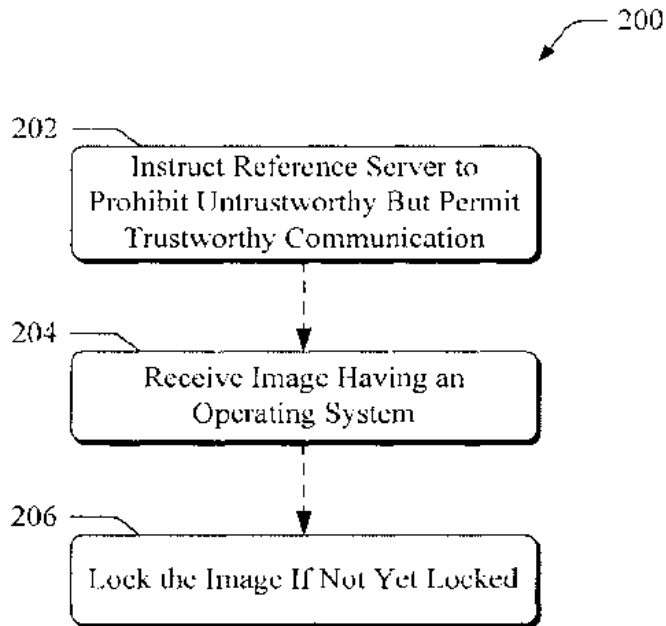 200
202
Instruct Reference Server to
Prohibit Untrustworthy But Permit
Trustworthy Communication
204
Receive Image Having an
Operating System
206
Lock the Image If Not Yet Locked